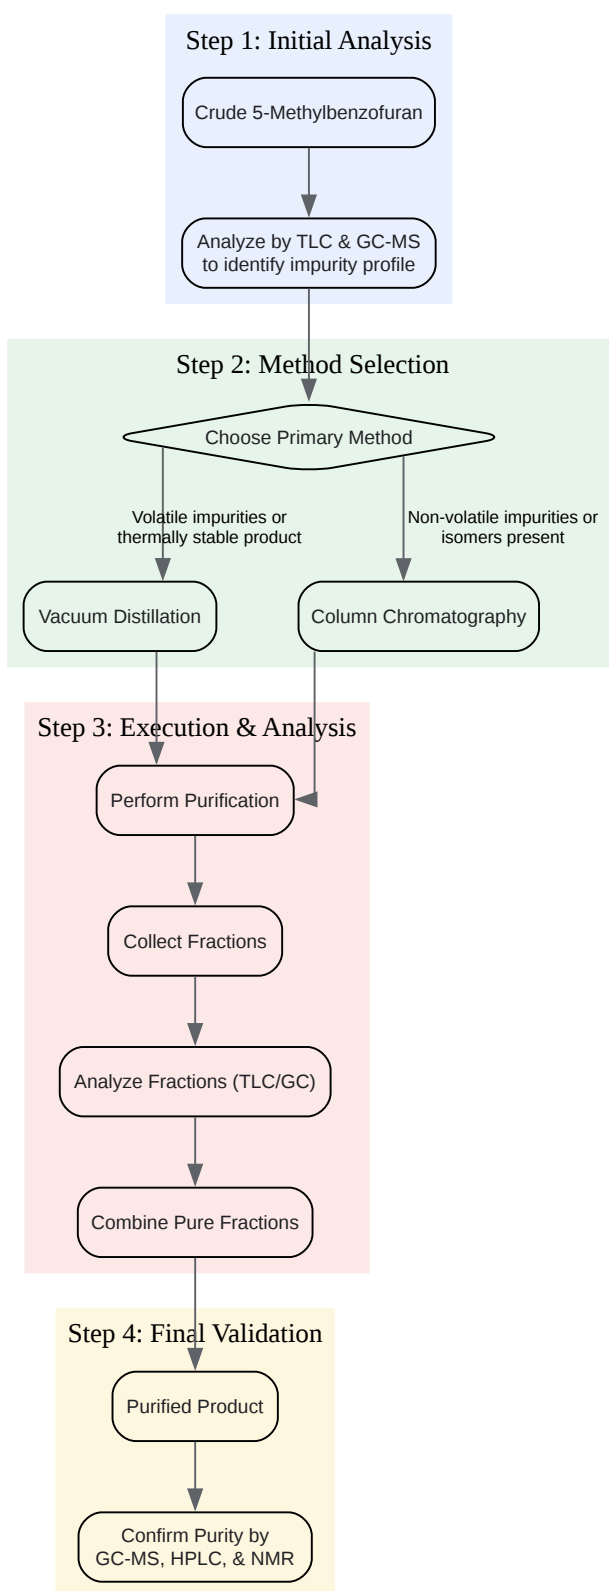 Step 1: Initial Analysis
Crude 5-Methylbenzofuran
Analyze by TLC & GC-MS
to identify impurity profile
Step 2: Method Selection
Choose Primary Method
Volatile impurities or
thermally stable product
Non-volatile impurities or
isomers present
Vacuum Distillation
Column Chromatography
Step 3: Execution & Analysis
Perform Purification
Collect Fractions
Analyze Fractions (TLC/GC)
Combine Pure Fractions
Step 4: Final Validation
Purified Product
Confirm Purity by
GC-MS, HPLC, & NMR